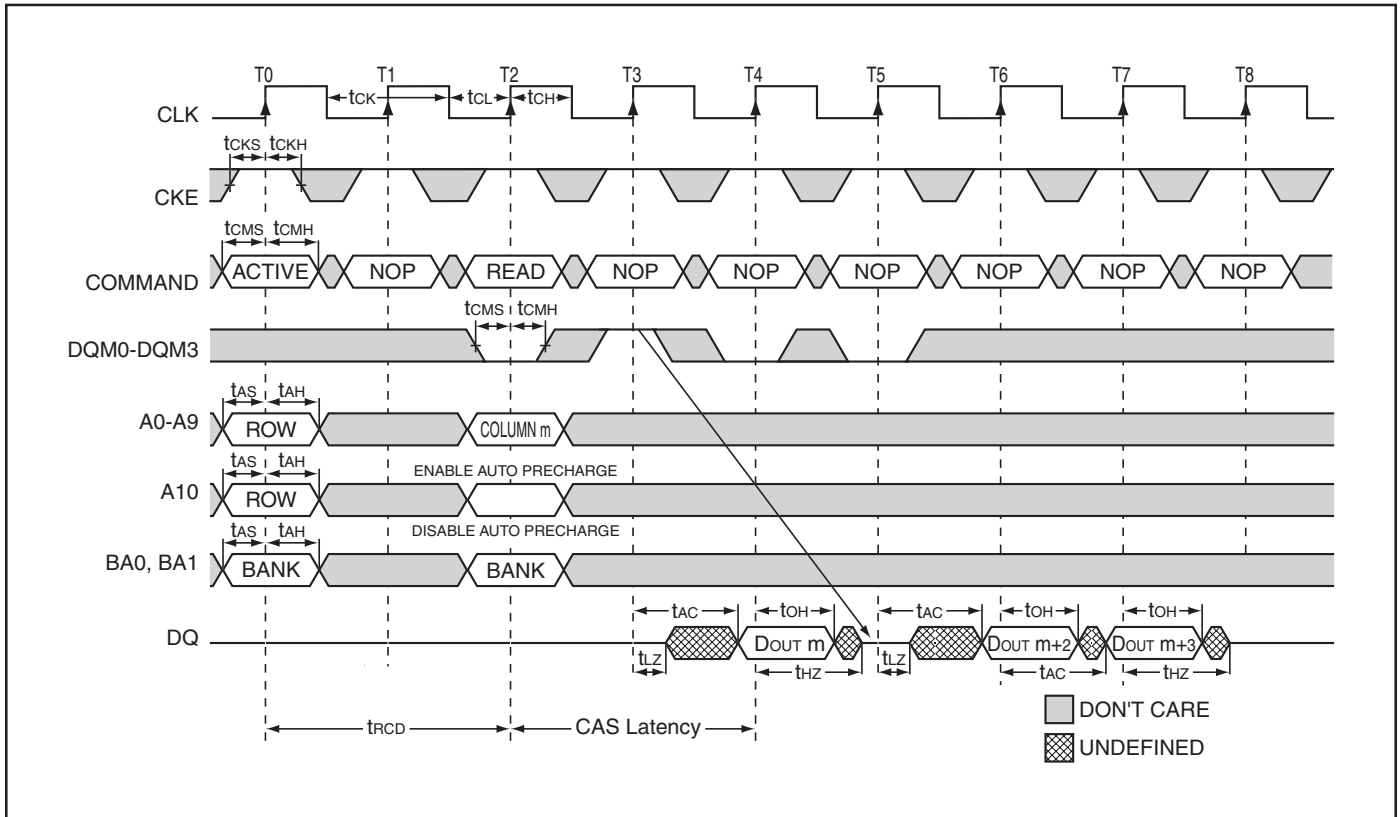 T0 T1 T2 T3 T4 T5 T6 T7 T8
CLK tCK tCL tCH
tCKS tCKH
CKE
tCMS tCMH
COMMAND ACTIVE NOP READ NOP NOP NOP NOP NOP NOP
tCMS tCMH
DQM0-DQM3
tAS tAH
A0-A9 ROW COLUMN m
tAS tAH ENABLE AUTO PRECHARGE
A10 ROW
tAS tAH DISABLE AUTO PRECHARGE
BA0, BA1 BANK BANK
tAC tOH tAC tOH tOH
DQ DOUT m DOUT m+2 DOUT m+3
tLZ tHZ tLZ tAC tHZ
DON'T CARE
tRCD CAS Latency
UNDEFINED